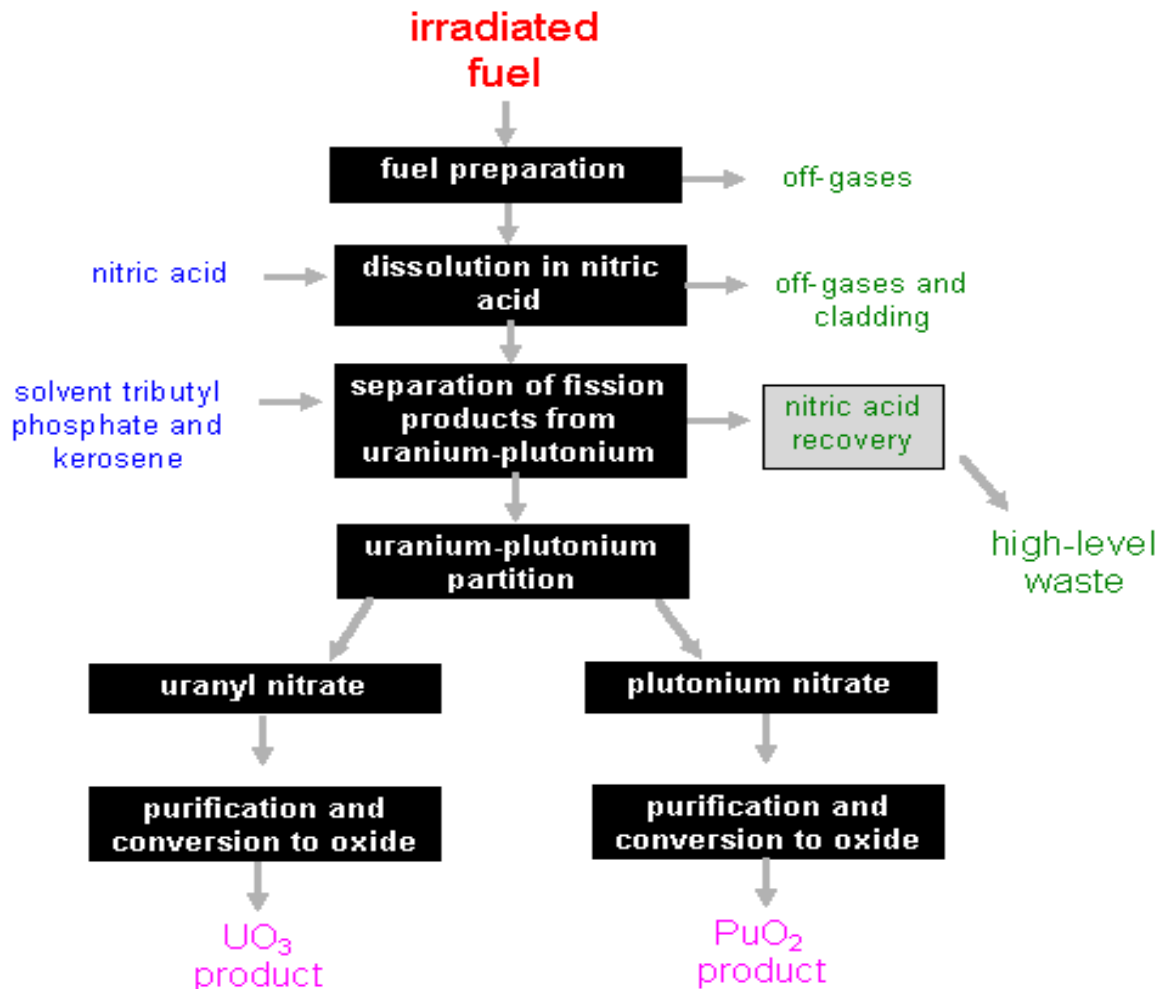 irradiated
fuel
fuel preparation
off-gases
nitric acid
dissolution in nitric
acid
off-gases and
cladding
solvent tributyl
phosphate and
kerosene
separation of fission
products from
uranium-plutonium
nitric acid
recovery
high-level
waste
uranium-plutonium
partition
uranyl nitrate
plutonium nitrate
purification and
conversion to oxide
purification and
conversion to oxide
UO₃
product
PuO₂
product